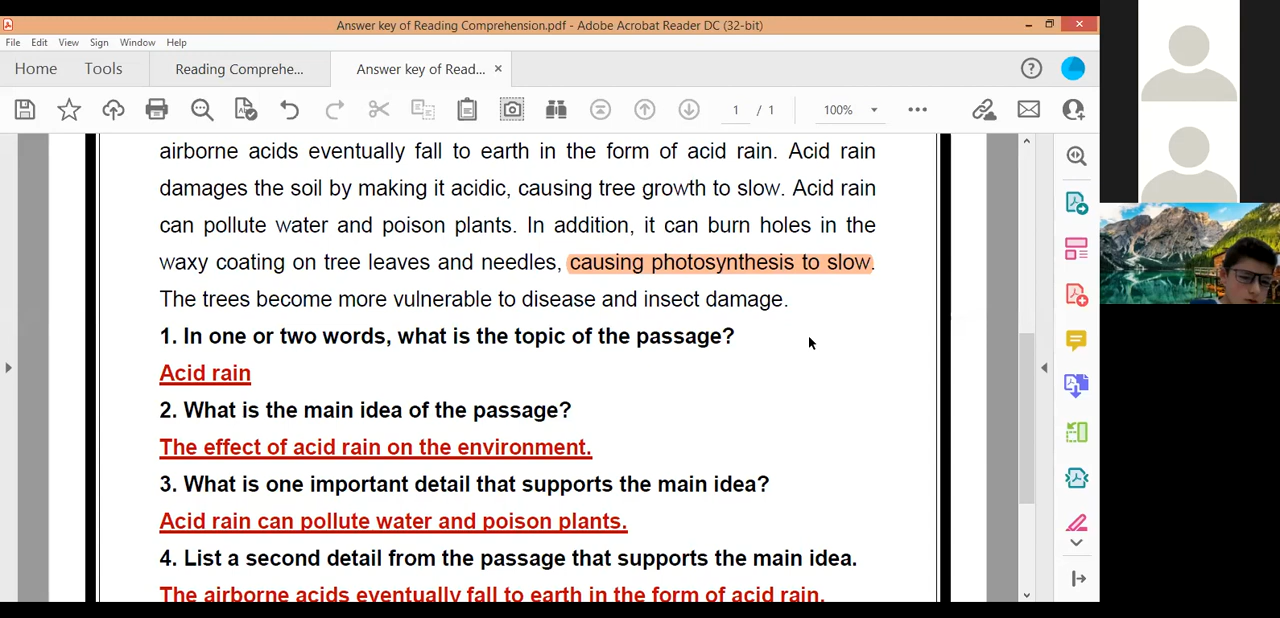 Answer key of Reading Comprehension.pdf - Adobe Acrobat Reader DC (32-bit)
File Edit View Sign Window Help
Home Tools Reading Comprehe... Answer key of Read... ×
1 / 1 100%
airborne acids eventually fall to earth in the form of acid rain. Acid rain
damages the soil by making it acidic, causing tree growth to slow. Acid rain
can pollute water and poison plants. In addition, it can burn holes in the
waxy coating on tree leaves and needles, causing photosynthesis to slow.
The trees become more vulnerable to disease and insect damage.
1. In one or two words, what is the topic of the passage?
Acid rain
2. What is the main idea of the passage?
The effect of acid rain on the environment.
3. What is one important detail that supports the main idea?
Acid rain can pollute water and poison plants.
4. List a second detail from the passage that supports the main idea.
The airborne acids eventually fall to earth in the form of acid rain.